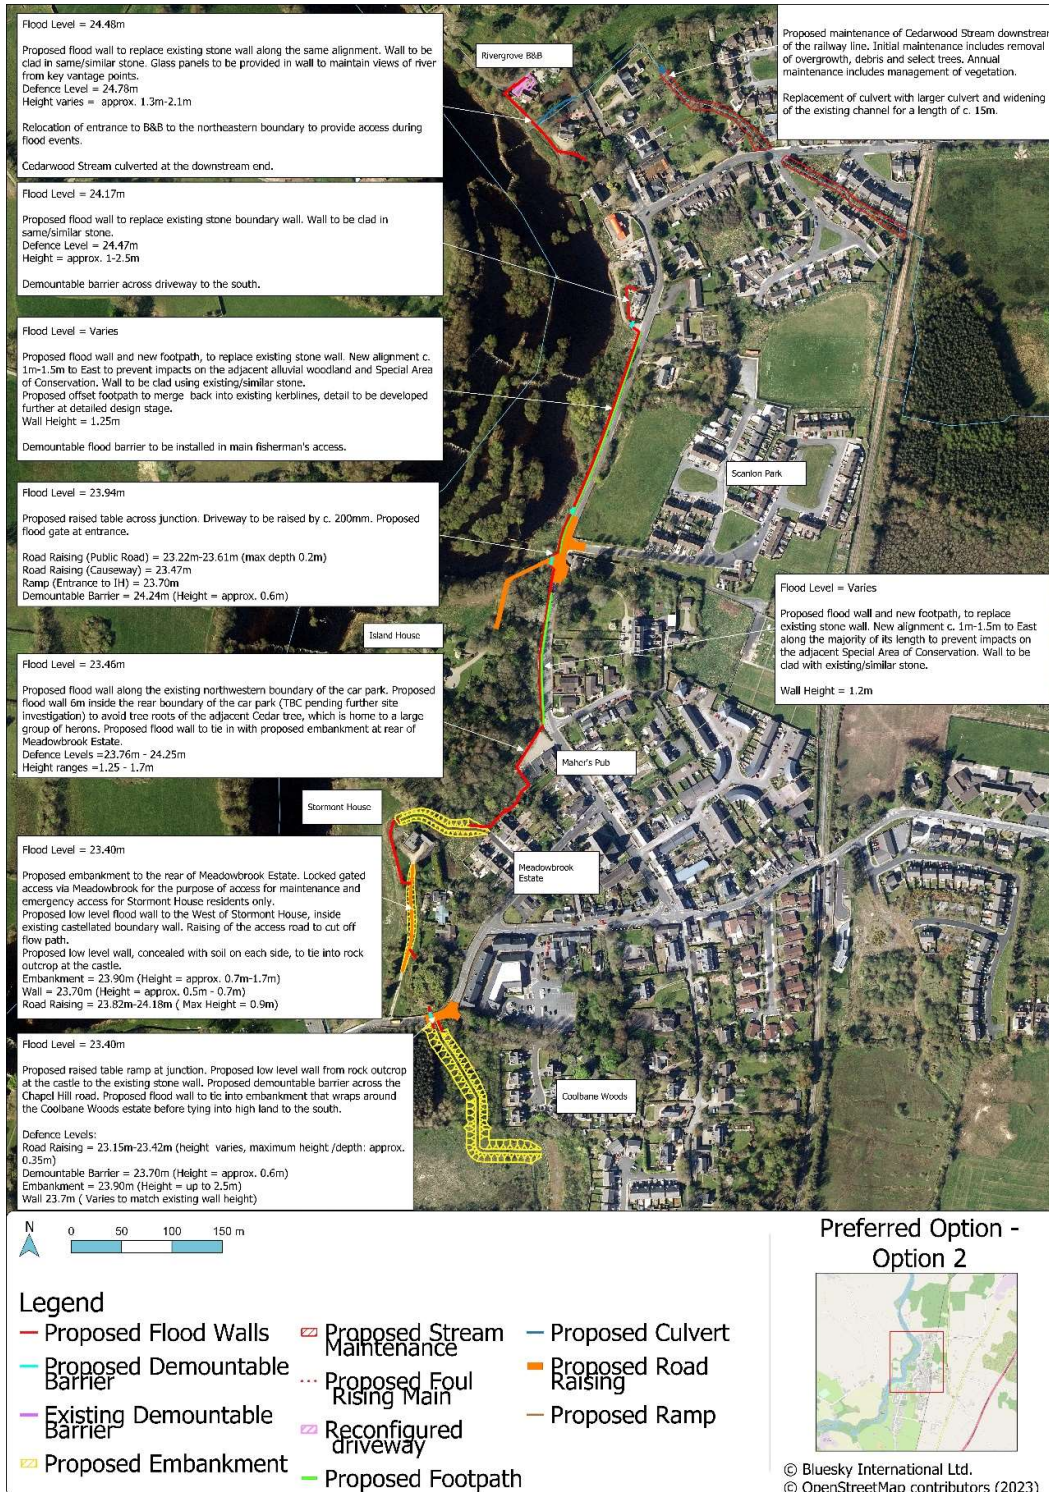 Flood Level = 24.48m
Proposed flood wall to replace existing stone wall along the same alignment. Wall to be
clad in same/similar stone. Glass panels to be provided in wall to maintain views of river
from key vantage points.
Defence Level = 24.78m
Height varies = approx. 1.3m-2.1m
Relocation of entrance to B&B to the northeastern boundary to provide access during
flood events.
Cedarwood Stream culverted at the downstream end.
Rivergrove B&B
Proposed maintenance of Cedarwood Stream downstream
of the railway line. Initial maintenance includes removal
of overgrowth, debris and select trees. Annual
maintenance includes management of vegetation.
Replacement of culvert with larger culvert and widening
of the existing channel for a length of c. 15m.
Flood Level = 24.17m
Proposed flood wall to replace existing stone boundary wall. Wall to be clad in
same/similar stone.
Defence Level = 24.47m
Height = approx. 1-2.5m
Demountable barrier across driveway to the south.
Flood Level = Varies
Proposed flood wall and new footpath, to replace existing stone wall. New alignment c.
1m-1.5m to East to prevent impacts on the adjacent alluvial woodland and Special Area
of Conservation. Wall to be clad using existing/similar stone.
Proposed offset footpath to merge back into existing kerblines, detail to be developed
further at detailed design stage.
Wall Height = 1.25m
Demountable flood barrier to be installed in main fisherman's access.
Scanlon Park
Flood Level = 23.94m
Proposed raised table across junction. Driveway to be raised by c. 200mm. Proposed
flood gate at entrance.
Road Raising (Public Road) = 23.22m-23.61m (max depth 0.2m)
Road Raising (Causeway) = 23.47m
Ramp (Entrance to IH) = 23.70m
Demountable Barrier = 24.24m (Height = approx. 0.6m)
Flood Level = Varies
Proposed flood wall and new footpath, to replace
existing stone wall. New alignment c. 1m-1.5m to East
along the majority of its length to prevent impacts on
the adjacent Special Area of Conservation. Wall to be
clad with existing/similar stone.
Wall Height = 1.2m
Island House
Flood Level = 23.46m
Proposed flood wall along the existing northwestern boundary of the car park. Proposed
flood wall 6m inside the rear boundary of the car park (TBC pending further site
investigation) to avoid tree roots of the adjacent Cedar tree, which is home to a large
group of herons. Proposed flood wall to tie in with proposed embankment at rear of
Meadowbrook Estate.
Defence Levels =23.76m - 24.25m
Height ranges =1.25 - 1.7m
Maher's Pub
Stormont House
Flood Level = 23.40m
Proposed embankment to the rear of Meadowbrook Estate. Locked gated
access via Meadowbrook for the purpose of access for maintenance and
emergency access for Stormont House residents only.
Proposed low level flood wall to the West of Stormont House, inside
existing castellated boundary wall. Raising of the access road to cut off
flow path.
Proposed low level wall, concealed with soil on each side, to tie into rock
outcrop at the castle.
Embankment = 23.90m (Height = approx. 0.7m-1.7m)
Wall = 23.70m (Height = approx. 0.5m - 0.7m)
Road Raising = 23.82m-24.18m ( Max Height = 0.9m)
Meadowbrook
Estate
Flood Level = 23.40m
Proposed raised table ramp at junction. Proposed low level wall from rock outcrop
at the castle to the existing stone wall. Proposed demountable barrier across the
Chapel Hill road. Proposed flood wall to tie into embankment that wraps around
the Coolbane Woods estate before tying into high land to the south.
Defence Levels:
Road Raising = 23.15m-23.42m (height varies, maximum height /depth: approx.
0.35m)
Demountable Barrier = 23.70m (Height = approx. 0.6m)
Embankment = 23.90m (Height = up to 2.5m)
Wall 23.7m ( Varies to match existing wall height)
Coolbane Woods
N
0 50 100 150 m
Legend
Proposed Flood Walls
Proposed Demountable
Barrier
Existing Demountable
Barrier
Proposed Embankment
Proposed Stream
Maintenance
Proposed Foul
Rising Main
Reconfigured
driveway
Proposed Footpath
Proposed Culvert
Proposed Road
Raising
Proposed Ramp
Preferred Option -
Option 2
© Bluesky International Ltd.
© OpenStreetMap contributors (2023)